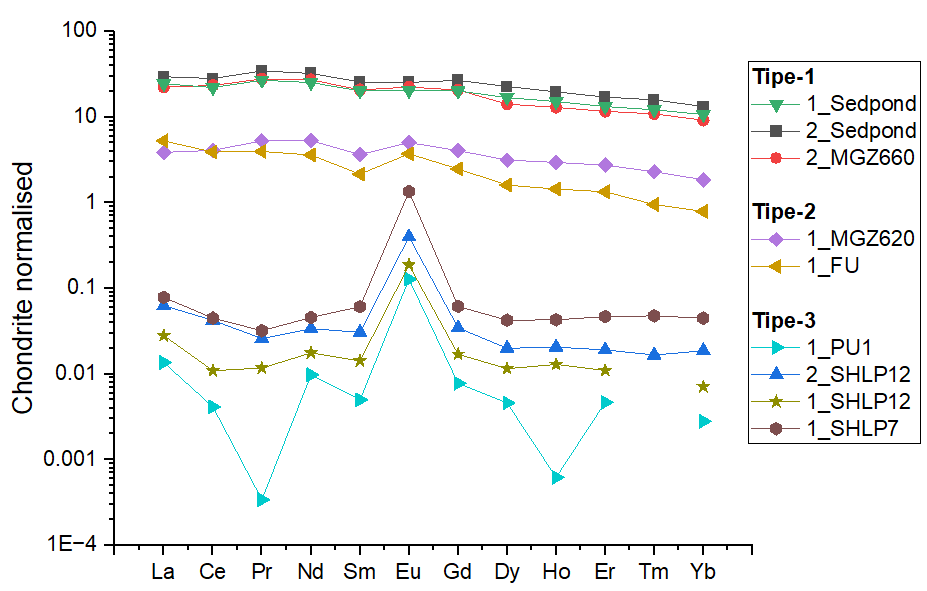 100
10
1
0.1
0.01
0.001
1E−4
Chondrite normalised
La Ce Pr Nd Sm Eu Gd Dy Ho Er Tm Yb
Tipe-1
1_Sedpond
2_Sedpond
2_MGZ660
Tipe-2
1_MGZ620
1_FU
Tipe-3
1_PU1
2_SHLP12
1_SHLP12
1_SHLP7